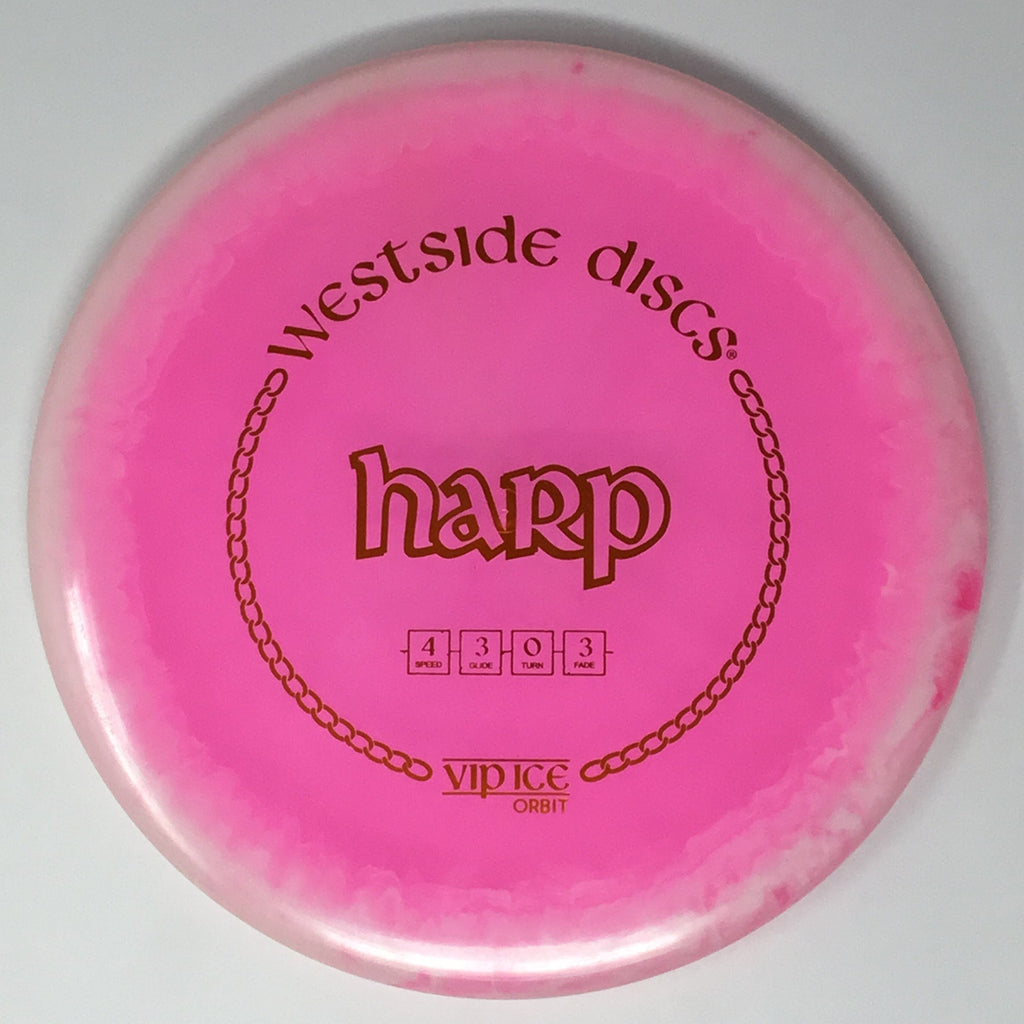 Westside Discs®
harp
4 3 0 3
SPEED GLIDE TURN FADE
VIP ICE
ORBIT